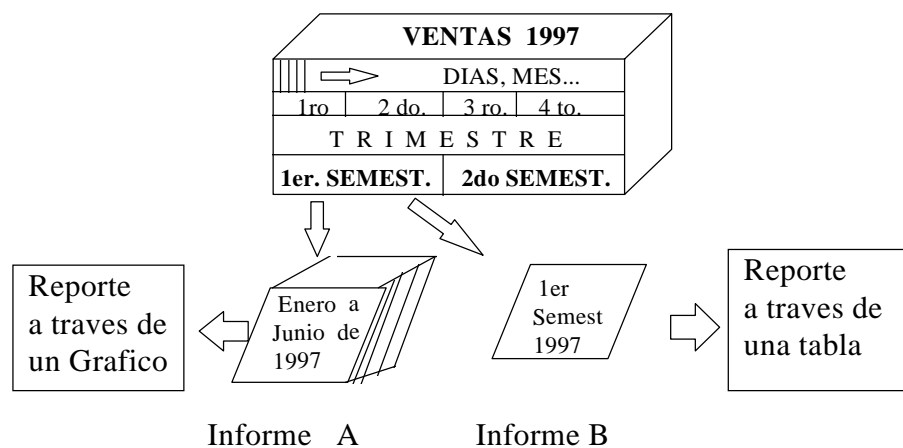 VENTAS 1997
DIAS, MES...
1ro 2 do. 3 ro. 4 to.
T R I M E S T R E
1er. SEMEST. 2do SEMEST.
Reporte
a traves de
un Grafico
Enero a
Junio de
1997
1er
Semest
1997
Reporte
a traves de
una tabla
Informe A Informe B